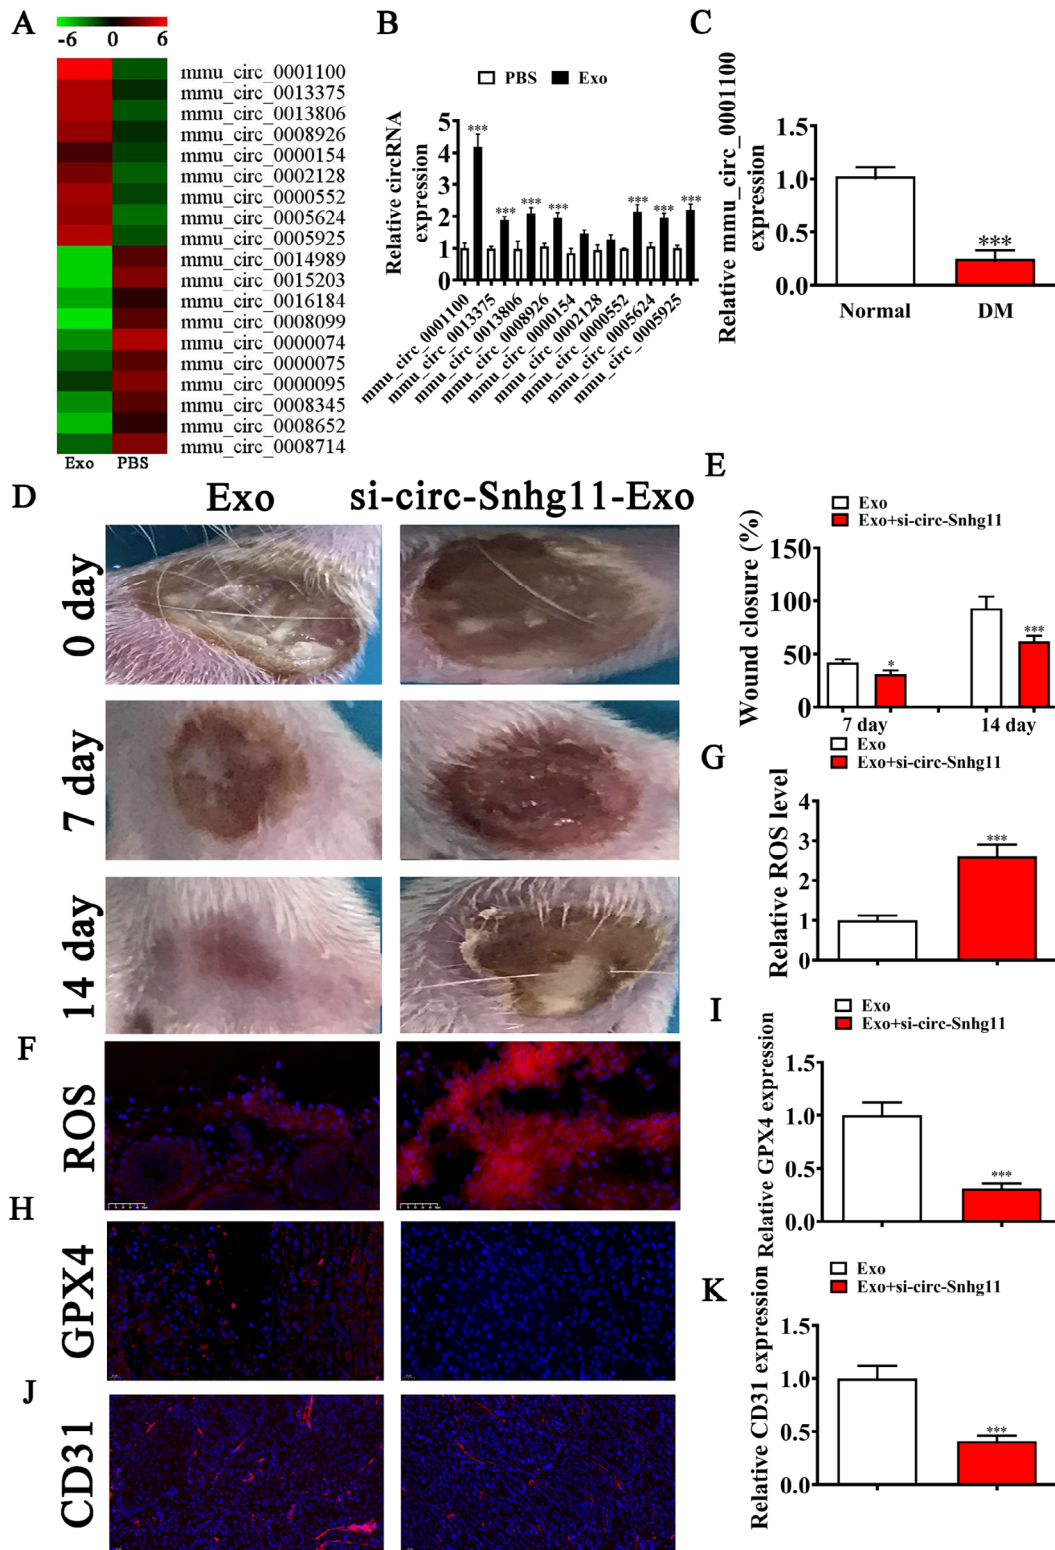 A
-6 0 6
mmu_circ_0001100
mmu_circ_0013375
mmu_circ_0013806
mmu_circ_0008926
mmu_circ_0000154
mmu_circ_0002128
mmu_circ_0000552
mmu_circ_0005624
mmu_circ_0005925
mmu_circ_0014989
mmu_circ_0015203
mmu_circ_0016184
mmu_circ_0008099
mmu_circ_0000074
mmu_circ_0000075
mmu_circ_0000095
mmu_circ_0008345
mmu_circ_0008652
mmu_circ_0008714
Exo PBS
B
PBS Exo
Relative circRNA
expression
5
4
3
2
1
0
***
***
***
***
***
***
***
mmu_circ_0001100
mmu_circ_0013375
mmu_circ_0013806
mmu_circ_0008926
mmu_circ_0000154
mmu_circ_0002128
mmu_circ_0000552
mmu_circ_0005624
mmu_circ_0005925
C
Relative mmu_circ_0001100
expression
1.5
1.0
0.5
0.0
***
Normal DM
D
Exo si-circ-Snhg11-Exo
0 day
7 day
14 day
E
Exo
Exo+si-circ-Snhg11
Wound closure (%)
150
100
50
0
*
***
7 day 14 day
F
ROS
G
Exo
Exo+si-circ-Snhg11
Relative ROS level
4
3
2
1
0
***
H
GPX4
I
Exo
Exo+si-circ-Snhg11
Relative GPX4 expression
1.5
1.0
0.5
0.0
***
J
CD31
K
Exo
Exo+si-circ-Snhg11
Relative CD31 expression
1.5
1.0
0.5
0.0
***